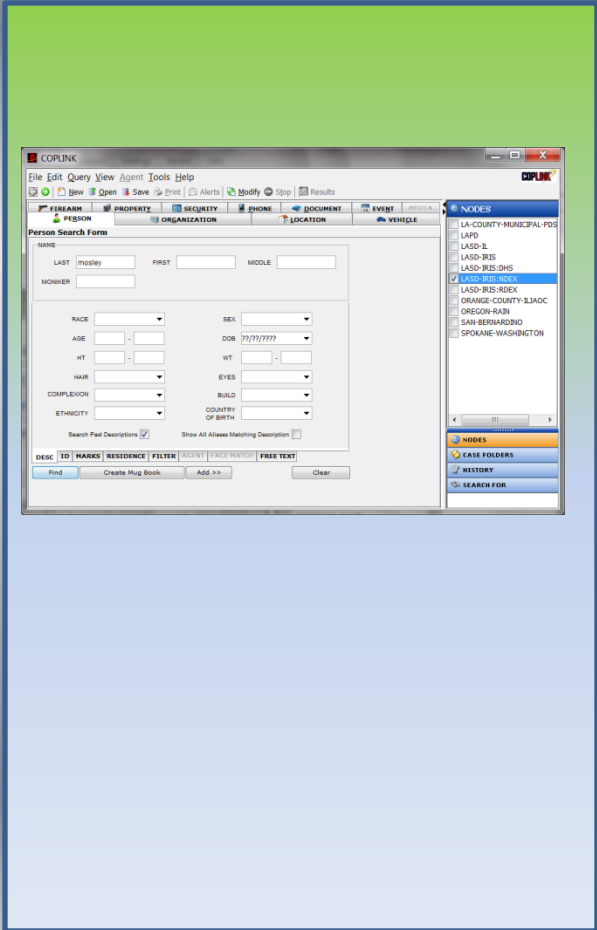 COPLINK
File Edit Query View Agent Tools Help
COPLINK
New Open Save Print Alerts Modify Stop Results
FIREARM PROPERTY SECURITY PHONE DOCUMENT EVENT MEDIA
PERSON ORGANIZATION LOCATION VEHICLE
Person Search Form
NAME
LAST mosley FIRST MIDDLE
MONIKER
RACE SEX
AGE - DOB ??/??/????
HT - WT -
HAIR EYES
COMPLEXION BUILD
ETHNICITY COUNTRY OF BIRTH
Search Past Descriptions Show All Aliases Matching Description
DESC ID MARKS RESIDENCE FILTER AGENT FACE MATCH FREE TEXT
Find Create Mug Book Add >> Clear
NODES
LA-COUNTY-MUNICIPAL-PDS
LAPD
LASD-IL
LASD-IRIS
LASD-IRIS:DHS
LASD-IRIS:NDEX
LASD-IRIS:RDEX
ORANGE-COUNTY-ILJAOC
OREGON-RAIN
SAN-BERNARDINO
SPOKANE-WASHINGTON
NODES
CASE FOLDERS
HISTORY
SEARCH FOR